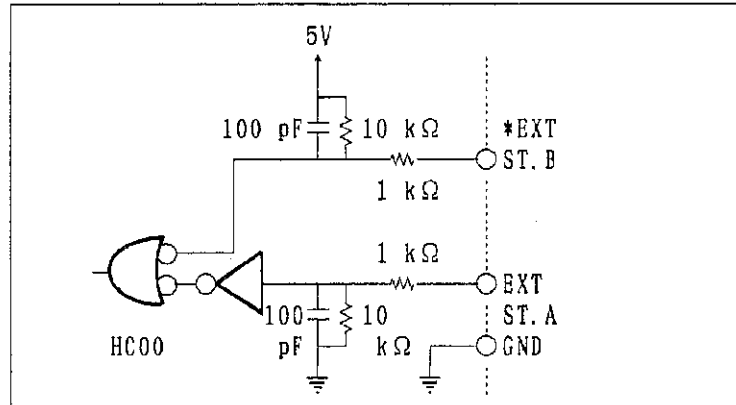 5V
100 pF
10 kΩ
*EXT
ST.B
1 kΩ
1 kΩ
EXT
ST.A
100
pF
10
kΩ
GND
HC00